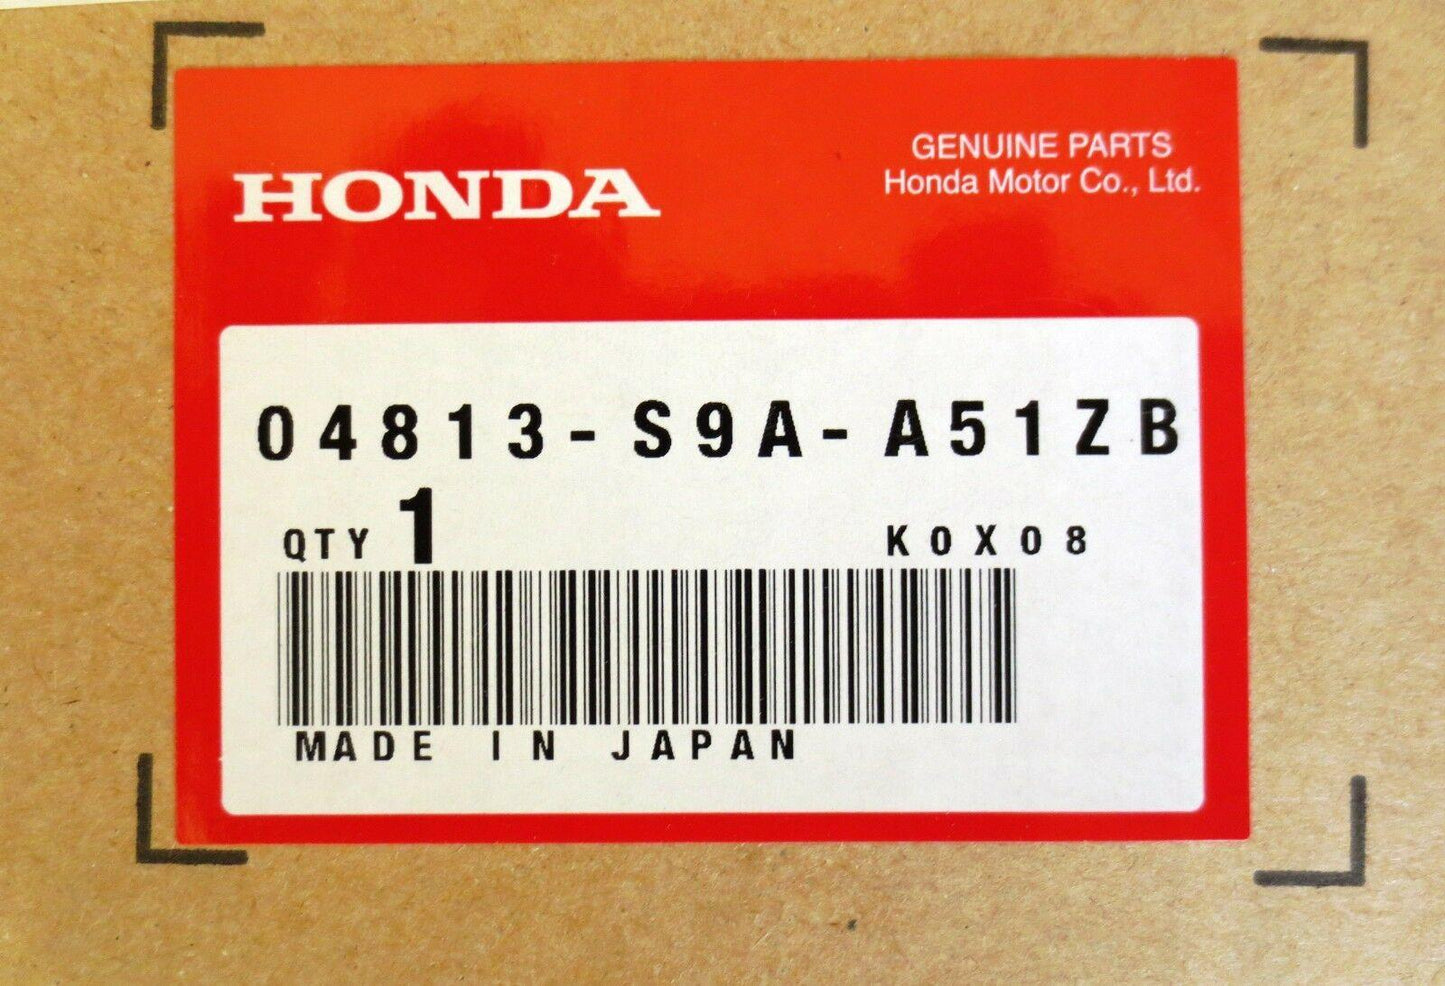 HONDA
GENUINE PARTS
Honda Motor Co., Ltd.
04813-S9A-A51ZB
QTY 1 K0X08
MADE IN JAPAN